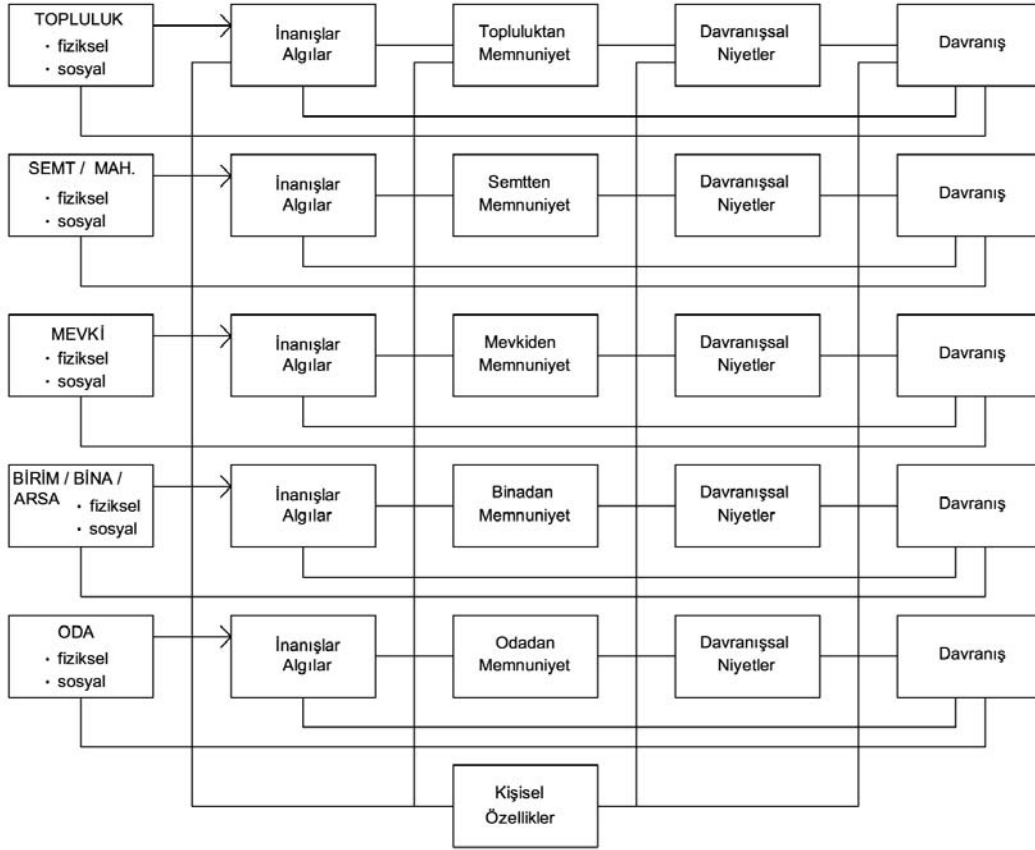 TOPLULUK
· fiziksel
· sosyal
İnanışlar
Algılar
Topluluktan
Memnuniyet
Davranışsal
Niyetler
Davranış
SEMT / MAH.
· fiziksel
· sosyal
İnanışlar
Algılar
Semtten
Memnuniyet
Davranışsal
Niyetler
Davranış
MEVKİ
· fiziksel
· sosyal
İnanışlar
Algılar
Mevkiden
Memnuniyet
Davranışsal
Niyetler
Davranış
BİRİM / BİNA /
ARSA · fiziksel
· sosyal
İnanışlar
Algılar
Binadan
Memnuniyet
Davranışsal
Niyetler
Davranış
ODA
· fiziksel
· sosyal
İnanışlar
Algılar
Odadan
Memnuniyet
Davranışsal
Niyetler
Davranış
Kişisel
Özellikler